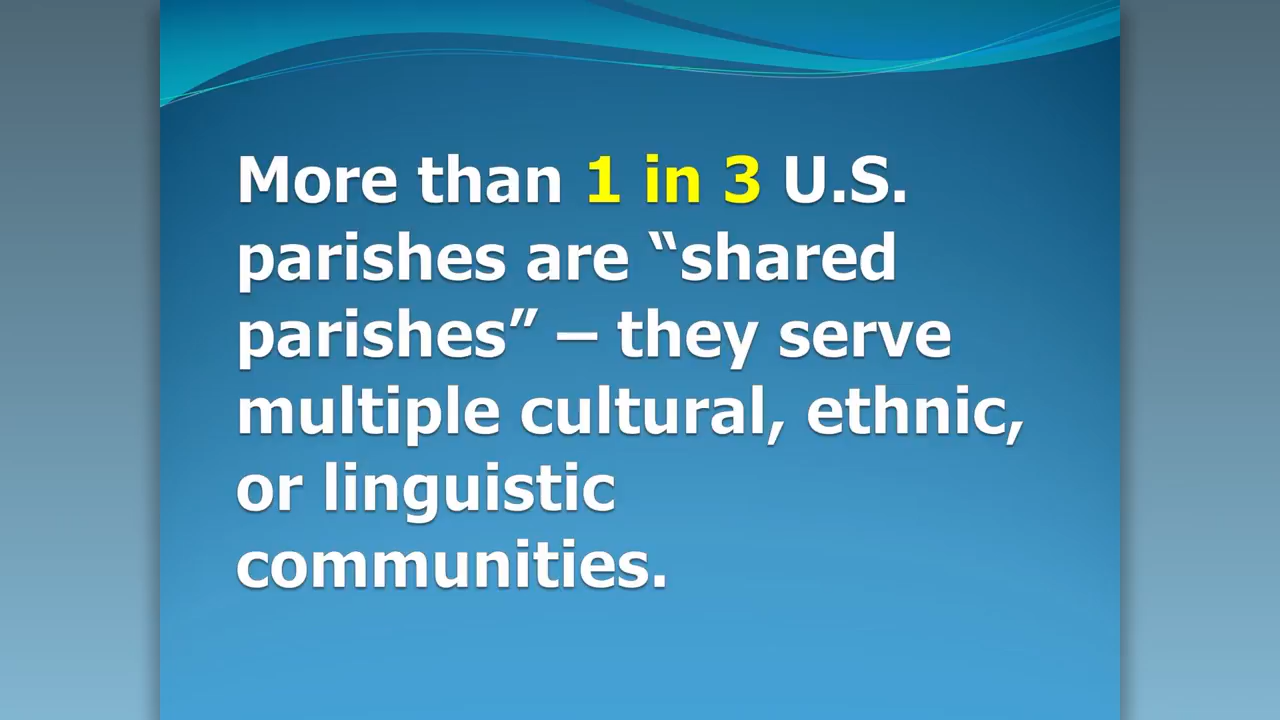 More than 1 in 3 U.S.
parishes are “shared
parishes” – they serve
multiple cultural, ethnic,
or linguistic
communities.